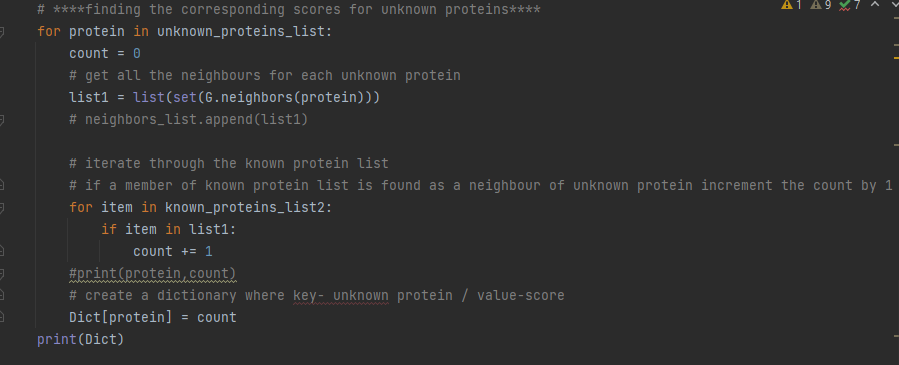 # ****finding the corresponding scores for unknown proteins****
1 9 7
for protein in unknown_proteins_list:
    count = 0
    # get all the neighbours for each unknown protein
    list1 = list(set(G.neighbors(protein)))
    # neighbors_list.append(list1)
    # iterate through the known protein list
    # if a member of known protein list is found as a neighbour of unknown protein increment the count by 1
    for item in known_proteins_list2:
        if item in list1:
            count += 1
    #print(protein,count)
    # create a dictionary where key- unknown protein / value-score
    Dict[protein] = count
print(Dict)